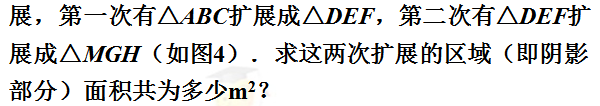 展，第一次有△ABC扩展成△DEF，第二次有△DEF扩
展成△MGH（如图4）．求这两次扩展的区域（即阴影
部分）面积共为多少m²？